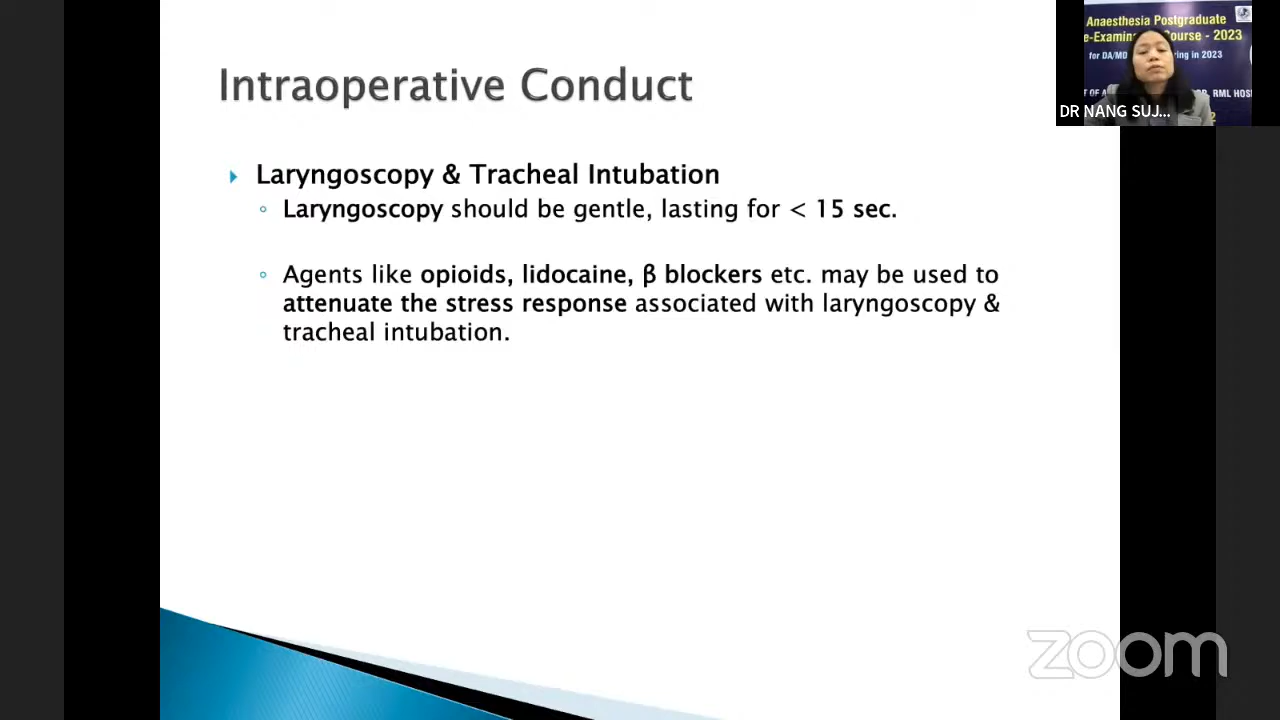 Intraoperative Conduct
Laryngoscopy & Tracheal Intubation
Laryngoscopy should be gentle, lasting for < 15 sec.
Agents like opioids, lidocaine, β blockers etc. may be used to
attenuate the stress response associated with laryngoscopy &
tracheal intubation.
Anaesthesia Postgraduate
Course - 2023
for DA/MD
in 2023
RML
DR NANG SUJ...
zoom